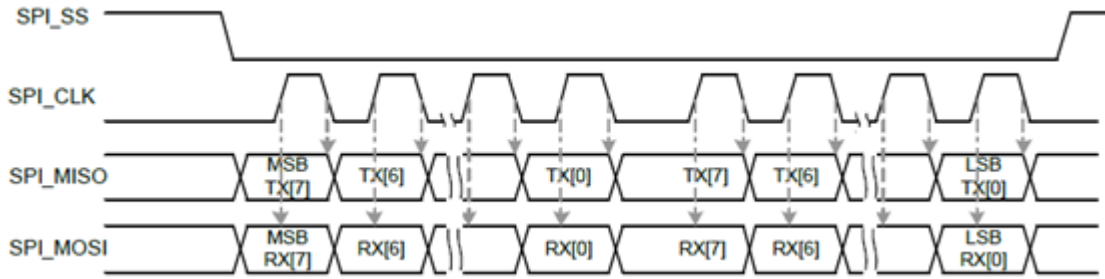 SPI_SS
SPI_CLK
SPI_MISO
MSB
TX[7]
TX[6]
TX[0]
TX[7]
TX[6]
LSB
TX[0]
SPI_MOSI
MSB
RX[7]
RX[6]
RX[0]
RX[7]
RX[6]
LSB
RX[0]